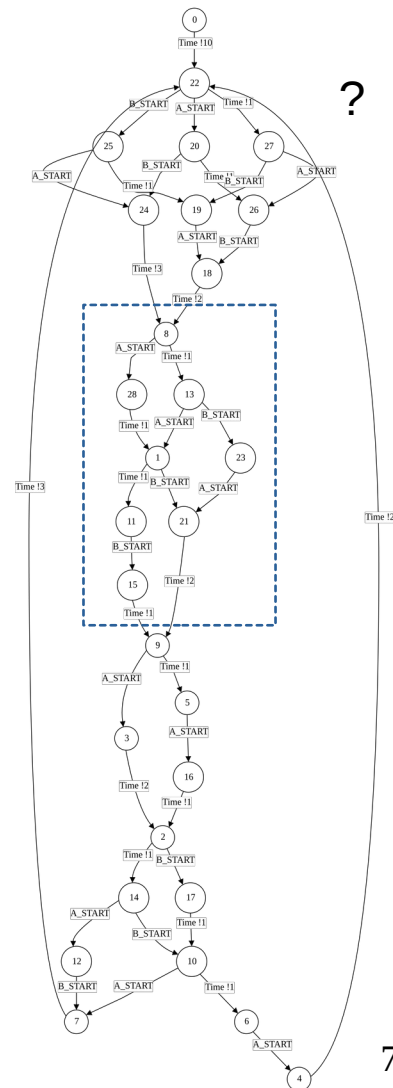 0
Time !10
22
?
B_START
A_START
Time !1
25
20
27
A_START
B_START
A_START
Time !1
Time !1
B_START
24
19
26
A_START
B_START
18
Time !3
Time !2
8
A_START
Time !1
28
13
B_START
Time !1
A_START
1
23
Time !1
B_START
A_START
Time !3
11
21
Time !2
B_START
15
Time !2
Time !1
9
Time !1
A_START
5
3
A_START
16
Time !2
Time !1
2
Time !1
B_START
14
17
A_START
Time !1
B_START
12
10
B_START
A_START
Time !1
7
6
A_START
7
4